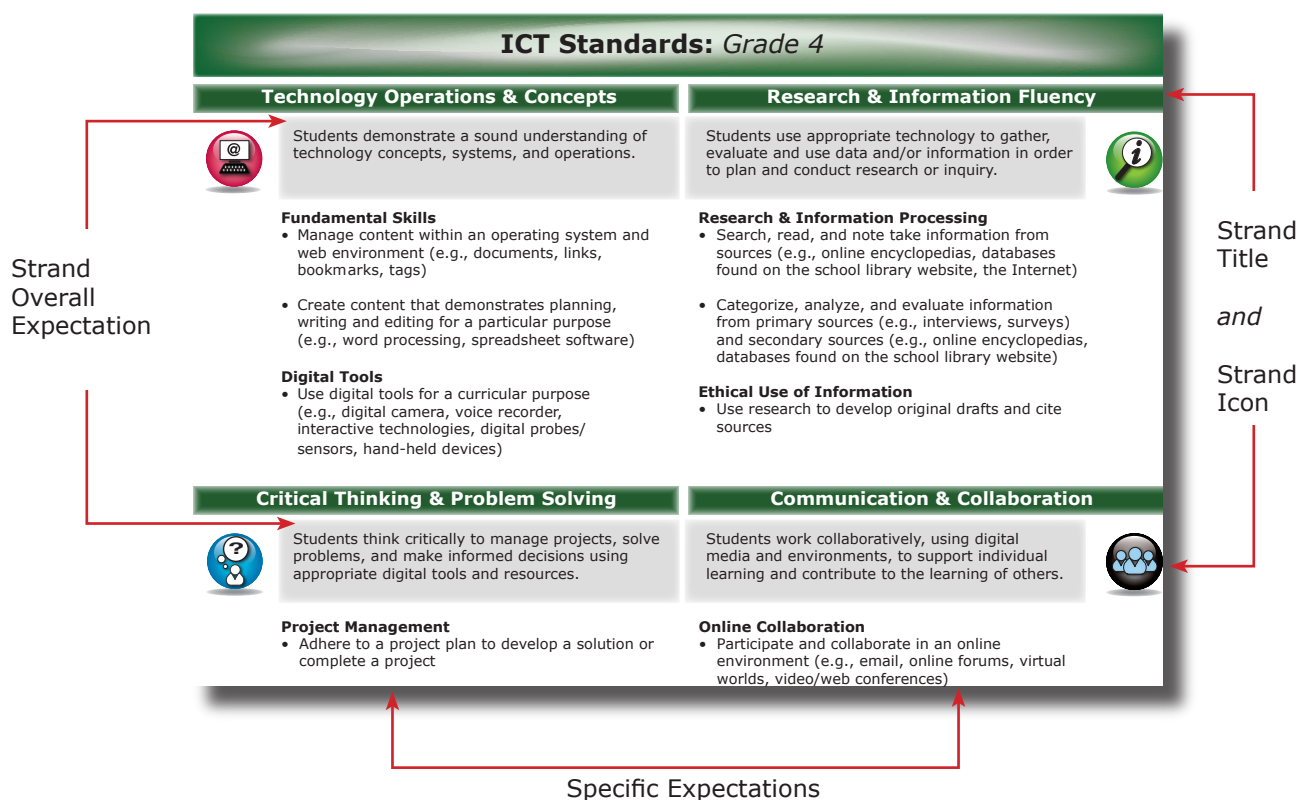 ICT Standards: Grade 4
Technology Operations & Concepts
@
Students demonstrate a sound understanding of
technology concepts, systems, and operations.
Fundamental Skills
• Manage content within an operating system and
web environment (e.g., documents, links,
bookmarks, tags)
• Create content that demonstrates planning,
writing and editing for a particular purpose
(e.g., word processing, spreadsheet software)
Digital Tools
• Use digital tools for a curricular purpose
(e.g., digital camera, voice recorder,
interactive technologies, digital probes/
sensors, hand-held devices)
Research & Information Fluency
Students use appropriate technology to gather,
evaluate and use data and/or information in order
to plan and conduct research or inquiry.
i
Research & Information Processing
• Search, read, and note take information from
sources (e.g., online encyclopedias, databases
found on the school library website, the Internet)
• Categorize, analyze, and evaluate information
from primary sources (e.g., interviews, surveys)
and secondary sources (e.g., online encyclopedias,
databases found on the school library website)
Ethical Use of Information
• Use research to develop original drafts and cite
sources
Critical Thinking & Problem Solving
?
Students think critically to manage projects, solve
problems, and make informed decisions using
appropriate digital tools and resources.
Project Management
• Adhere to a project plan to develop a solution or
complete a project
Communication & Collaboration
Students work collaboratively, using digital
media and environments, to support individual
learning and contribute to the learning of others.
Online Collaboration
• Participate and collaborate in an online
environment (e.g., email, online forums, virtual
worlds, video/web conferences)
Strand
Overall
Expectation
Strand
Title
and
Strand
Icon
Specific Expectations